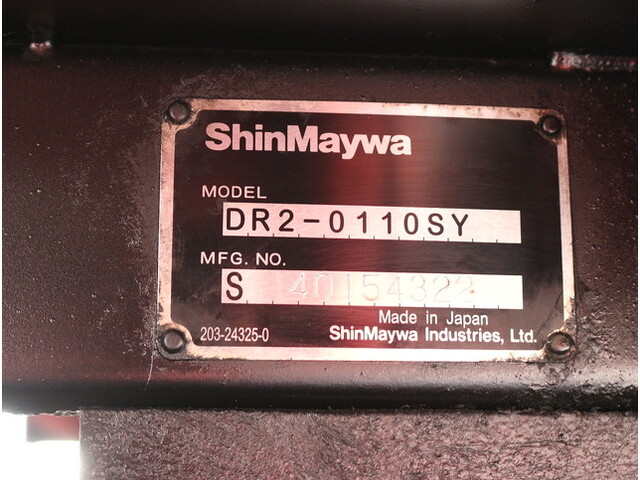 ShinMaywa
MODEL
DR2-0110SY
MFG. NO.
S 40154322
Made in Japan
203-24325-0 ShinMaywa Industries, Ltd.